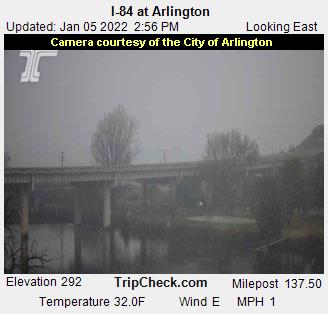 I-84 at Arlington
Updated: Jan 05 2022  2:56 PM    Looking East
Camera courtesy of the City of Arlington
Elevation 292    TripCheck.com    Milepost 137.50
Temperature 32.0F    Wind E    MPH 1